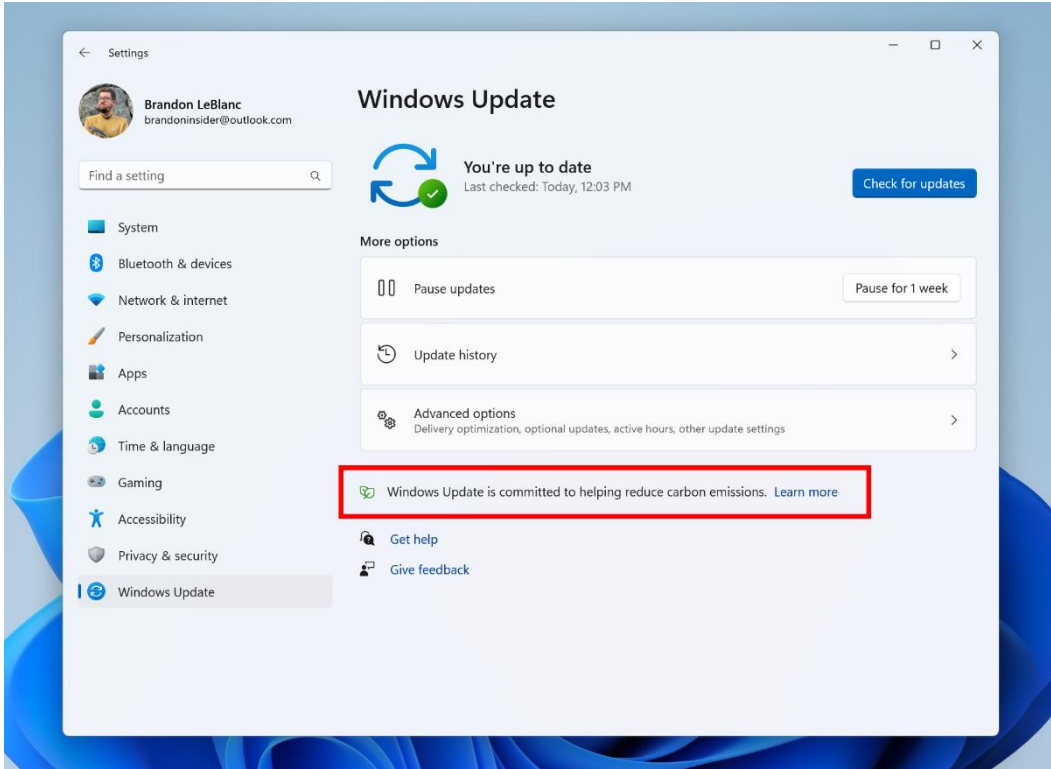 Settings
Brandon LeBlanc
brandoninsider@outlook.com
Find a setting
System
Bluetooth & devices
Network & internet
Personalization
Apps
Accounts
Time & language
Gaming
Accessibility
Privacy & security
Windows Update
Windows Update
You're up to date
Last checked: Today, 12:03 PM
Check for updates
More options
Pause updates
Pause for 1 week
Update history
Advanced options
Delivery optimization, optional updates, active hours, other update settings
Windows Update is committed to helping reduce carbon emissions. Learn more
Get help
Give feedback